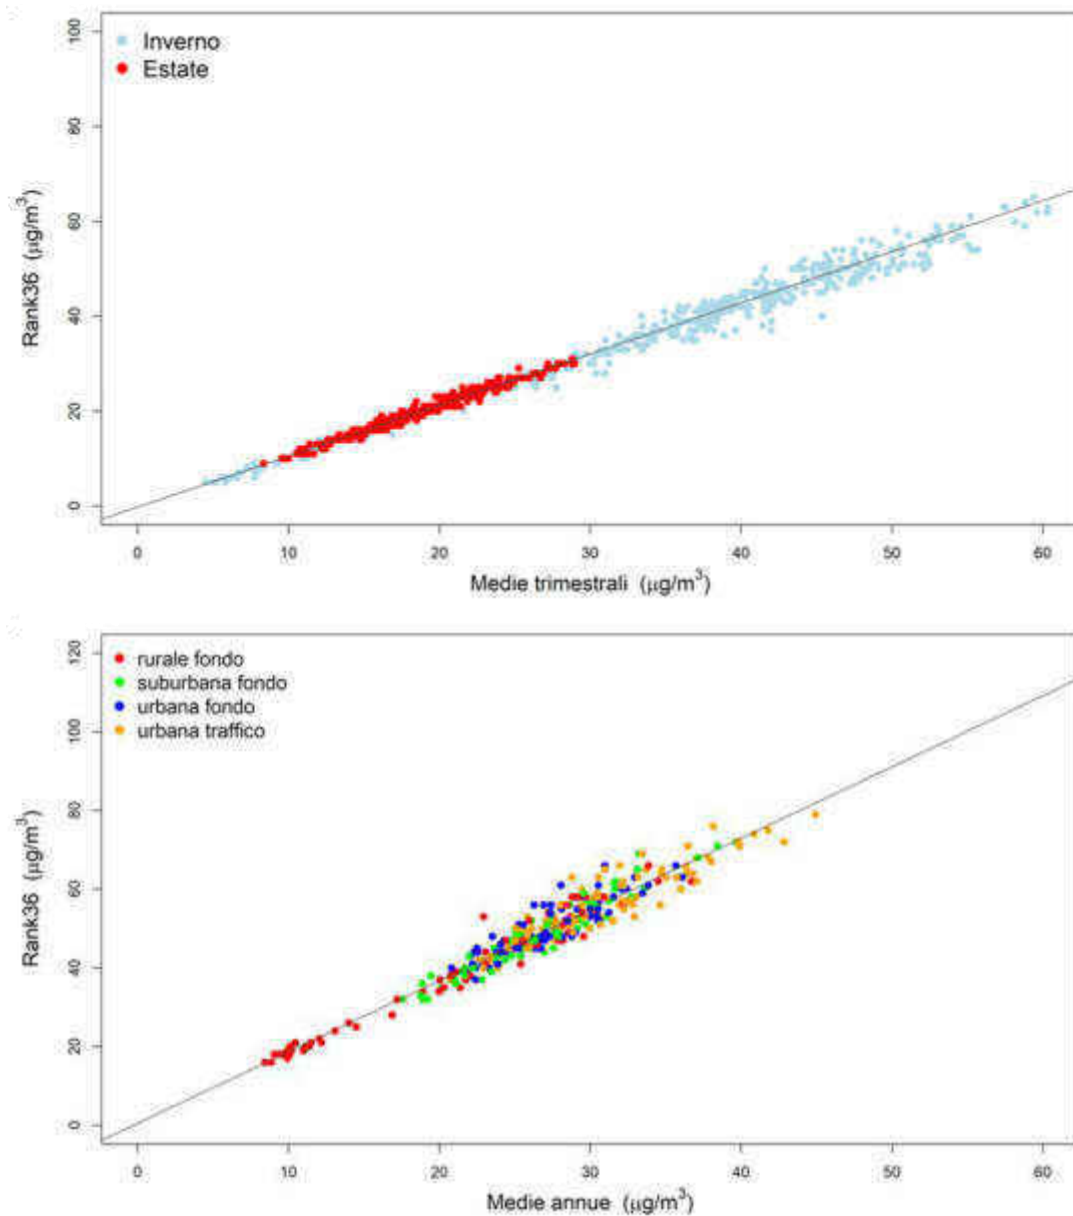 Inverno
Estate
Rank36 (μg/m³)
0
20
40
60
80
100
0 10 20 30 40 50 60
Medie trimestrali (μg/m³)
rurale fondo
suburbana fondo
urbana fondo
urbana traffico
Rank36 (μg/m³)
0
20
40
60
80
100
120
0 10 20 30 40 50 60
Medie annue (μg/m³)